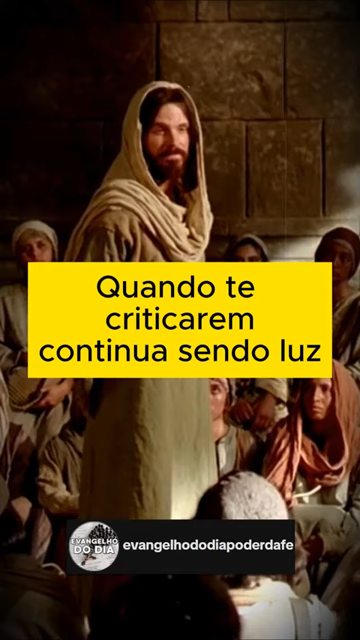 Quando te
criticarem
continua sendo luz
EVANGELHO
DO DIA
evangelhododiapoderdafe